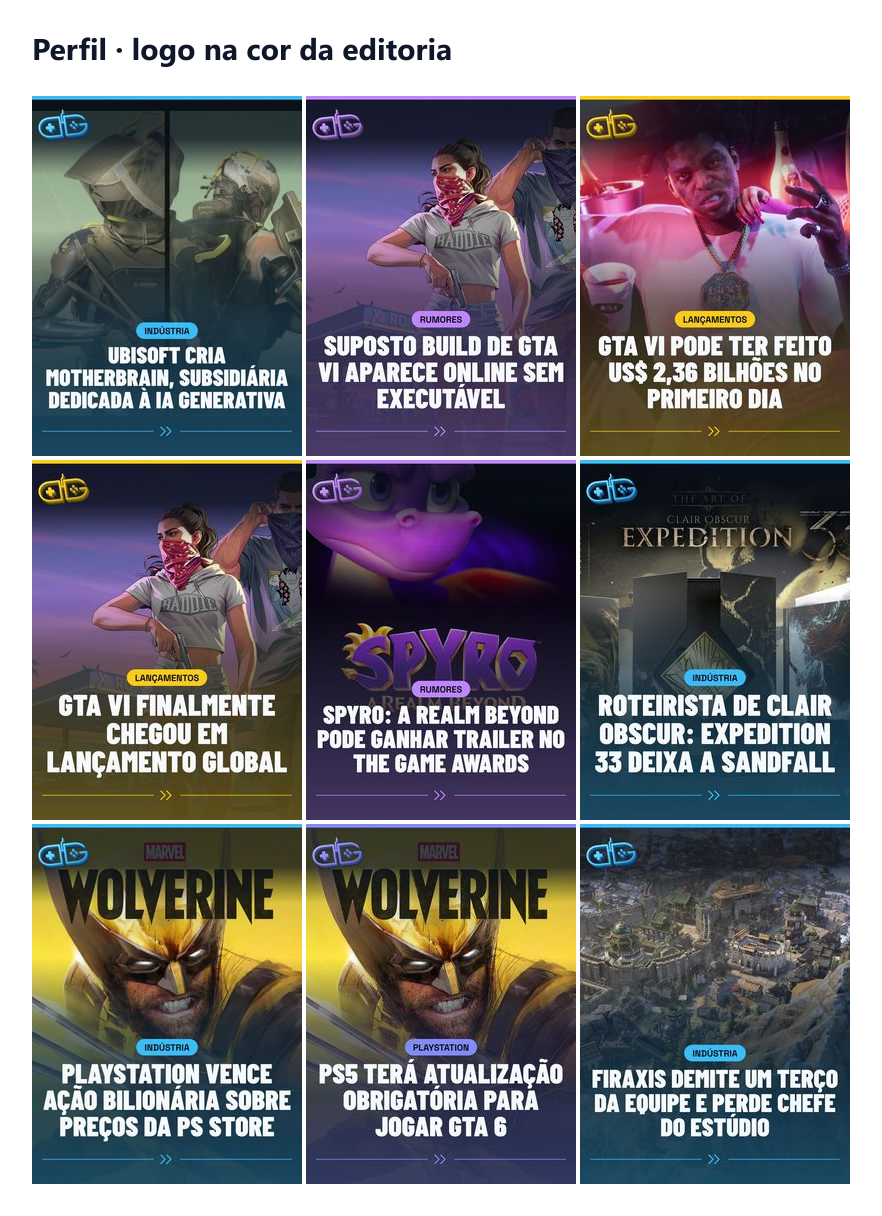 Perfil · logo na cor da editoria
INDÚSTRIA
UBISOFT CRIA
MOTHERBRAIN, SUBSIDIÁRIA
DEDICADA À IA GENERATIVA
BADDIE
RUMORES
SUPOSTO BUILD DE GTA
VI APARECE ONLINE SEM
EXECUTÁVEL
LANÇAMENTOS
GTA VI PODE TER FEITO
US$ 2,36 BILHÕES NO
PRIMEIRO DIA
BADDIE
LANÇAMENTOS
GTA VI FINALMENTE
CHEGOU EM
LANÇAMENTO GLOBAL
SPYRO
A REALM BEYOND
RUMORES
SPYRO: A REALM BEYOND
PODE GANHAR TRAILER NO
THE GAME AWARDS
THE ART OF
CLAIR OBSCUR
EXPEDITION 33
INDÚSTRIA
ROTEIRISTA DE CLAIR
OBSCUR: EXPEDITION
33 DEIXA A SANDFALL
MARVEL
WOLVERINE
INDÚSTRIA
PLAYSTATION VENCE
AÇÃO BILIONÁRIA SOBRE
PREÇOS DA PS STORE
MARVEL
WOLVERINE
PLAYSTATION
PS5 TERÁ ATUALIZAÇÃO
OBRIGATÓRIA PARA
JOGAR GTA 6
INDÚSTRIA
FIRAXIS DEMITE UM TERÇO
DA EQUIPE E PERDE CHEFE
DO ESTÚDIO